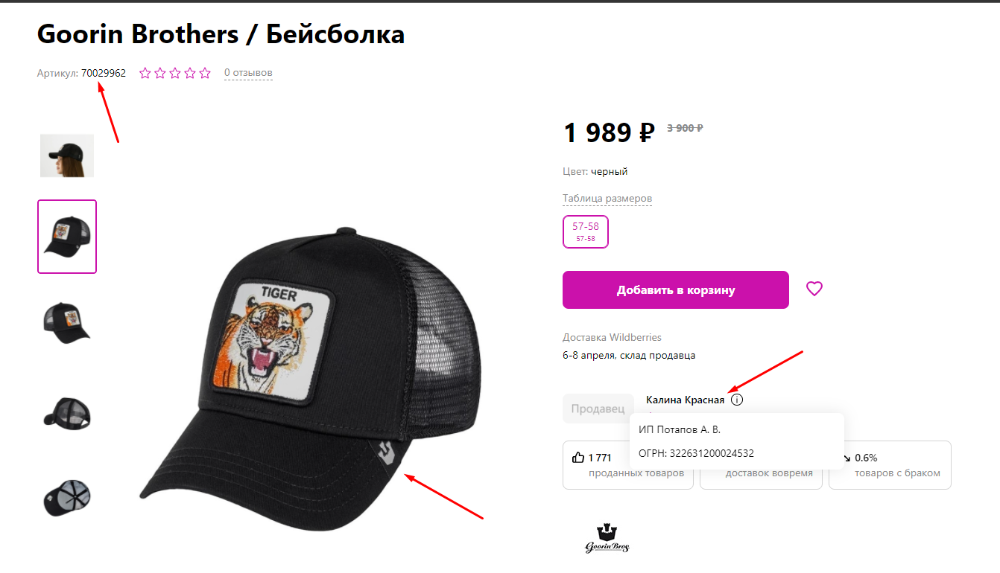 Goorin Brothers / Бейсболка
Артикул: 70029962
0 отзывов
TIGER
1 989 ₽ 3 900 ₽
Цвет: черный
Таблица размеров
57-58
57-58
Добавить в корзину
Доставка Wildberries
6-8 апреля, склад продавца
Продавец
Калина Красная
ИП Потапов А. В.
ОГРН: 322631200024532
1 771
проданных товаров
доставок вовремя
0.6%
товаров с браком
Goorin Bros